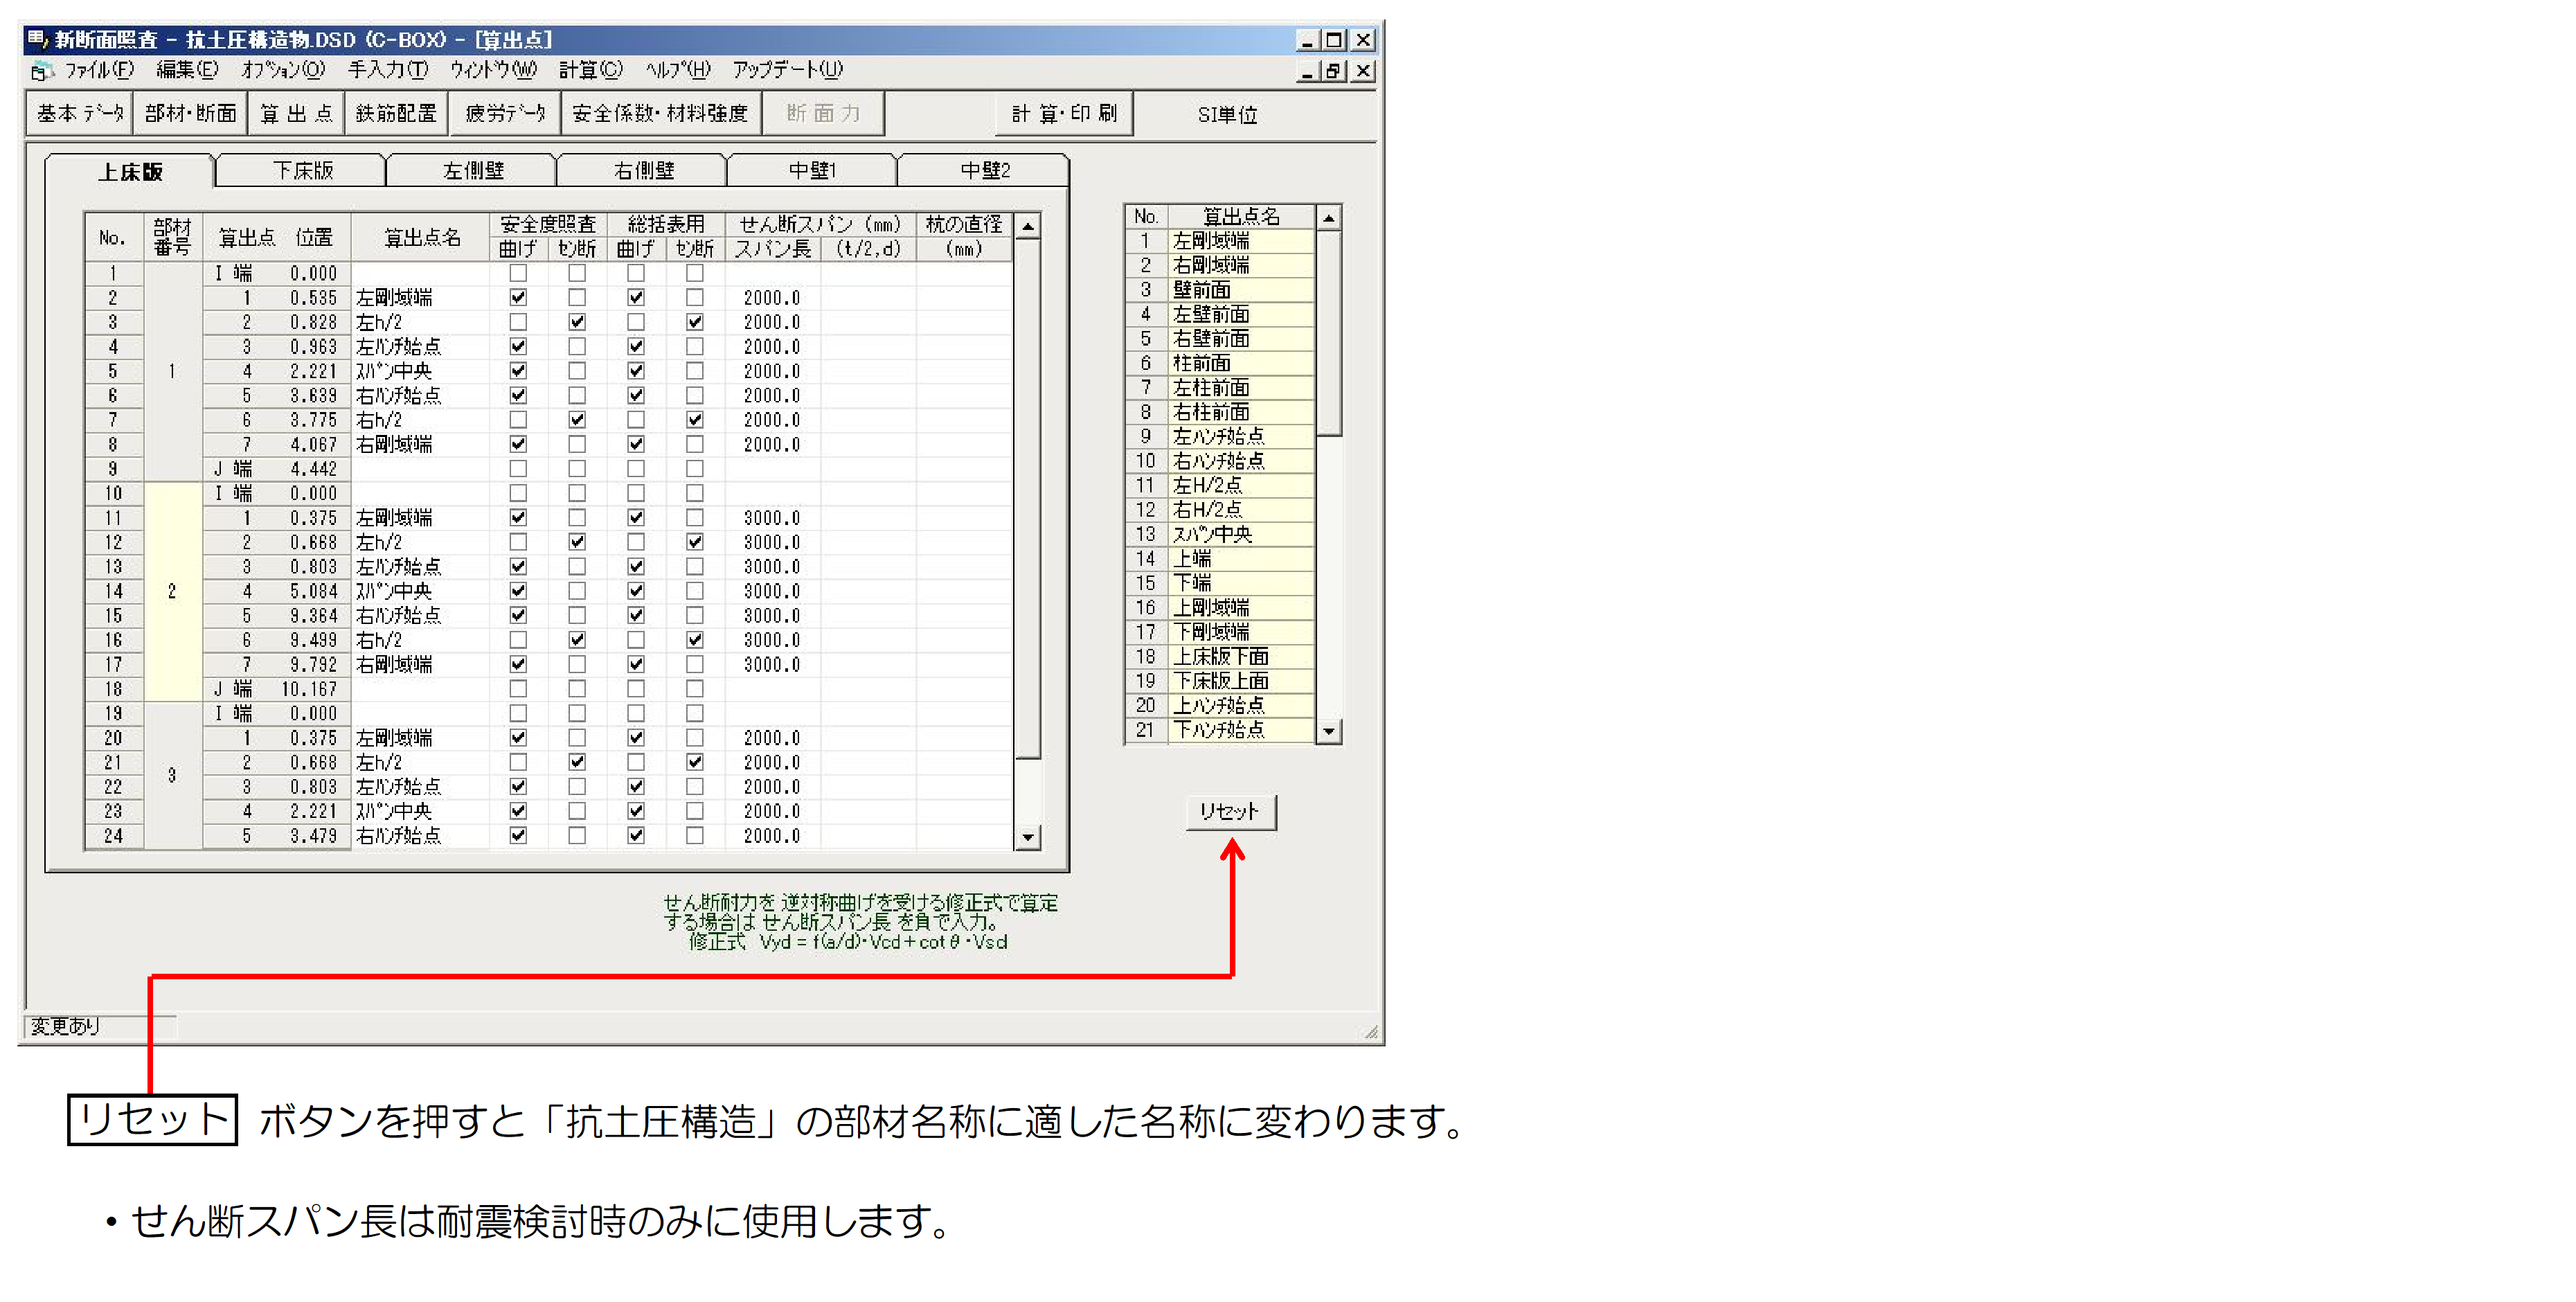 新断面照査 - 抗土圧構造物.DSD (C-BOX) - [算出点]
ファイル(F) 編集(E) オプション(O) 手入力(T) ウィンドウ(W) 計算(C) ヘルプ(H) アップデート(U)
基本データ 部材・断面 算出点 鉄筋配置 疲労データ 安全係数・材料強度 断面力 計算・印刷 SI単位
上床版 下床版 左側壁 右側壁 中壁1 中壁2
No. 部材番号 算出点 位置 算出点名 安全度照査 総括表用 せん断スパン (mm) 杭の直径
曲げ せん断 曲げ せん断 スパン長 (t/2,d) (mm)
1 1 I 端 0.000
2 1 0.535 左剛域端 2000.0
3 2 0.828 左h/2 2000.0
4 3 0.963 左ハンチ始点 2000.0
5 4 2.221 スパン中央 2000.0
6 5 3.639 右ハンチ始点 2000.0
7 6 3.775 右h/2 2000.0
8 7 4.067 右剛域端 2000.0
9 J 端 4.442
10 2 I 端 0.000
11 1 0.375 左剛域端 3000.0
12 2 0.668 左h/2 3000.0
13 3 0.803 左ハンチ始点 3000.0
14 4 5.084 スパン中央 3000.0
15 5 9.364 右ハンチ始点 3000.0
16 6 9.499 右h/2 3000.0
17 7 9.792 右剛域端 3000.0
18 J 端 10.167
19 3 I 端 0.000
20 1 0.375 左剛域端 2000.0
21 2 0.668 左h/2 2000.0
22 3 0.803 左ハンチ始点 2000.0
23 4 2.221 スパン中央 2000.0
24 5 3.479 右ハンチ始点 2000.0
No. 算出点名
1 左剛域端
2 右剛域端
3 壁前面
4 左壁前面
5 右壁前面
6 柱前面
7 左柱前面
8 右柱前面
9 左ハンチ始点
10 右ハンチ始点
11 左H/2点
12 右H/2点
13 スパン中央
14 上端
15 下端
16 上剛域端
17 下剛域端
18 上床版下面
19 下床版上面
20 上ハンチ始点
21 下ハンチ始点
リセット
せん断耐力を 逆対称曲げを受ける修正式で算定
する場合は せん断スパン長 を負で入力。
修正式 Vyd = f(a/d)・Vcd + cot θ ・Vsd
変更あり
リセット ボタンを押すと「抗土圧構造」の部材名称に適した名称に変わります。
・せん断スパン長は耐震検討時のみに使用します。